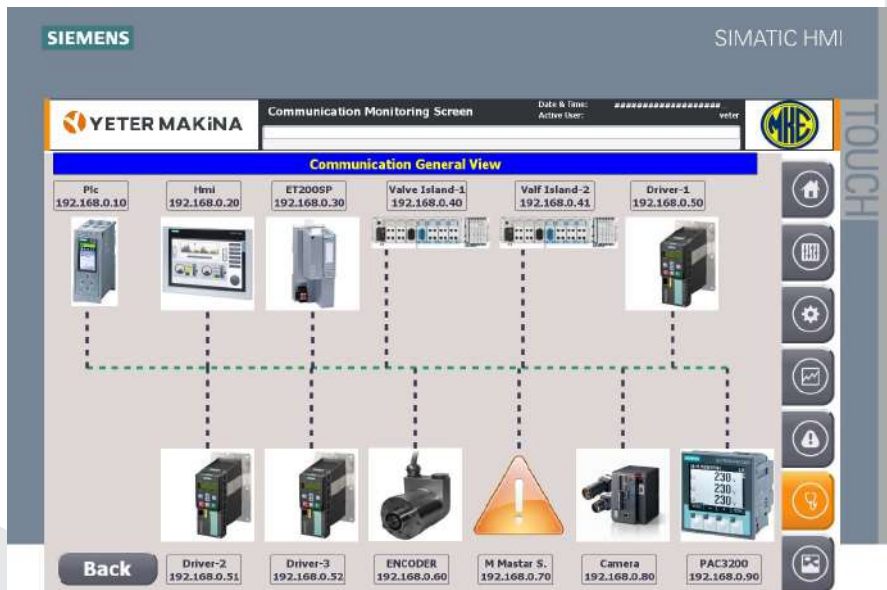 SIEMENS
SIMATIC HMI
TOUCH
YETER MAKiNA
Communication Monitoring Screen
Date & Time: ###################
Active User: yeter
MKE
Communication General View
Plc
192.168.0.10
Hmi
192.168.0.20
ET200SP
192.168.0.30
Valve Island-1
192.168.0.40
Valf Island-2
192.168.0.41
Driver-1
192.168.0.50
230
230
230
Back
Driver-2
192.168.0.51
Driver-3
192.168.0.52
ENCODER
192.168.0.60
M Mastar S.
192.168.0.70
Camera
192.168.0.80
PAC3200
192.168.0.90